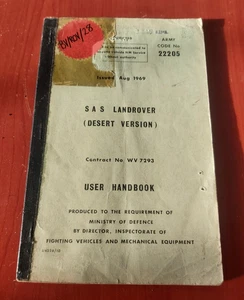 ARMY
CODE No
22205
Issued Aug 1969
SAS LANDROVER
(DESERT VERSION)
Contract No. WV 7293
USER HANDBOOK
PRODUCED TO THE REQUIREMENT OF
MINISTRY OF DEFENCE
BY DIRECTOR, INSPECTORATE OF
FIGHTING VEHICLES AND MECHANICAL EQUIPMENT